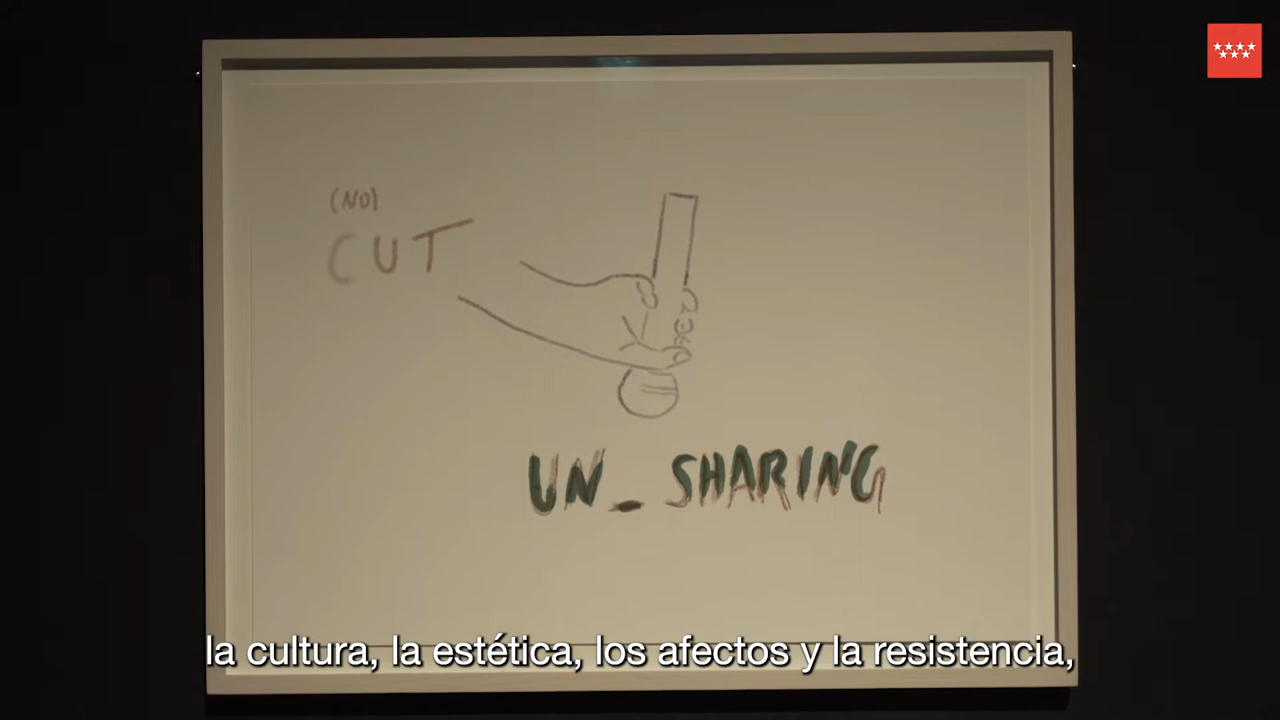 (NO)
CUT
UN_SHARING
la cultura, la estética, los afectos y la resistencia,